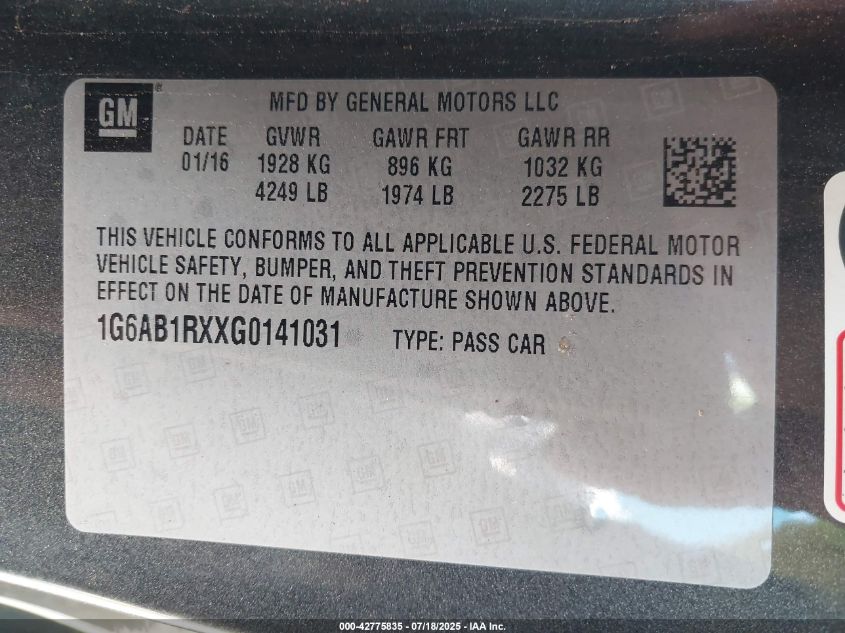 GM
MFD BY GENERAL MOTORS LLC
DATE GVWR GAWR FRT GAWR RR
01/16 1928 KG 896 KG 1032 KG
4249 LB 1974 LB 2275 LB
THIS VEHICLE CONFORMS TO ALL APPLICABLE U.S. FEDERAL MOTOR
VEHICLE SAFETY, BUMPER, AND THEFT PREVENTION STANDARDS IN
EFFECT ON THE DATE OF MANUFACTURE SHOWN ABOVE.
1G6AB1RXXG0141031 TYPE: PASS CAR
000-42775835 - 07/18/2025 - IAA Inc.